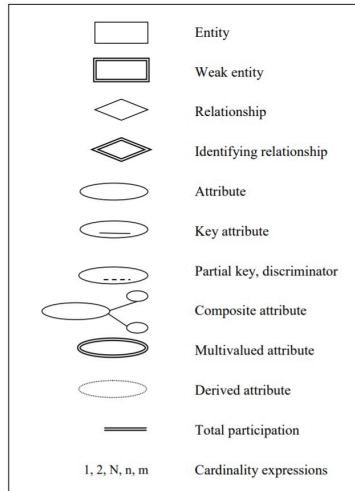 Entity
Weak entity
Relationship
Identifying relationship
Attribute
Key attribute
Partial key, discriminator
Composite attribute
Multivalued attribute
Derived attribute
Total participation
1, 2, N, n, m Cardinality expressions